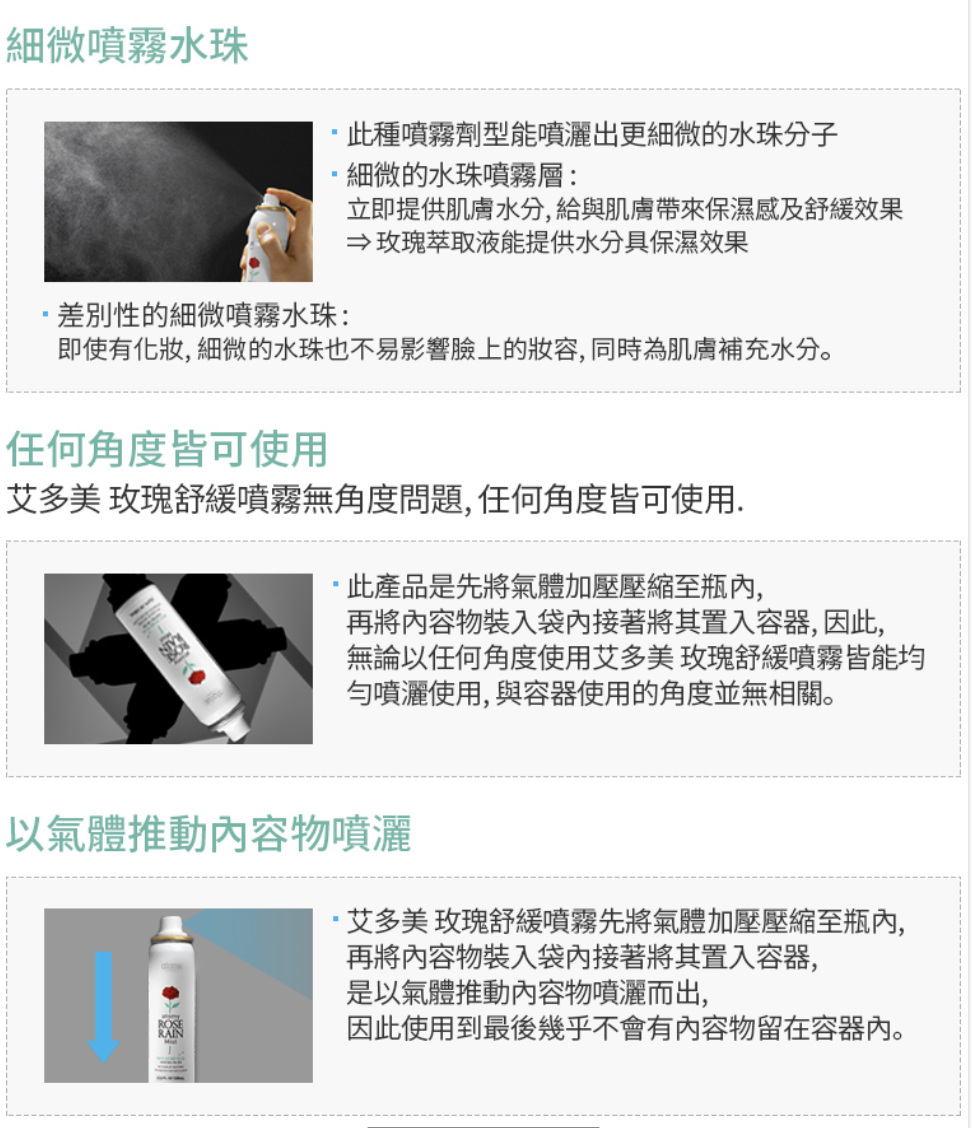 細微噴霧水珠
此種噴霧劑型能噴灑出更細微的水珠分子
細微的水珠噴霧層:
立即提供肌膚水分, 給與肌膚帶來保濕感及舒緩效果
⇒ 玫瑰萃取液能提供水分具保濕效果
差別性的細微噴霧水珠:
即使有化妝, 細微的水珠也不易影響臉上的妝容, 同時為肌膚補充水分。
任何角度皆可使用
艾多美 玫瑰舒緩噴霧無角度問題, 任何角度皆可使用.
此產品是先將氣體加壓壓縮至瓶內,
再將內容物裝入袋內接著將其置入容器, 因此,
無論以任何角度使用艾多美 玫瑰舒緩噴霧皆能均
勻噴灑使用, 與容器使用的角度並無相關。
ROSE
RAIN
以氣體推動內容物噴灑
艾多美 玫瑰舒緩噴霧先將氣體加壓壓縮至瓶內,
再將內容物裝入袋內接著將其置入容器,
是以氣體推動內容物噴灑而出,
因此使用到最後幾乎不會有內容物留在容器內。
atomy
ROSE
RAIN
Mist